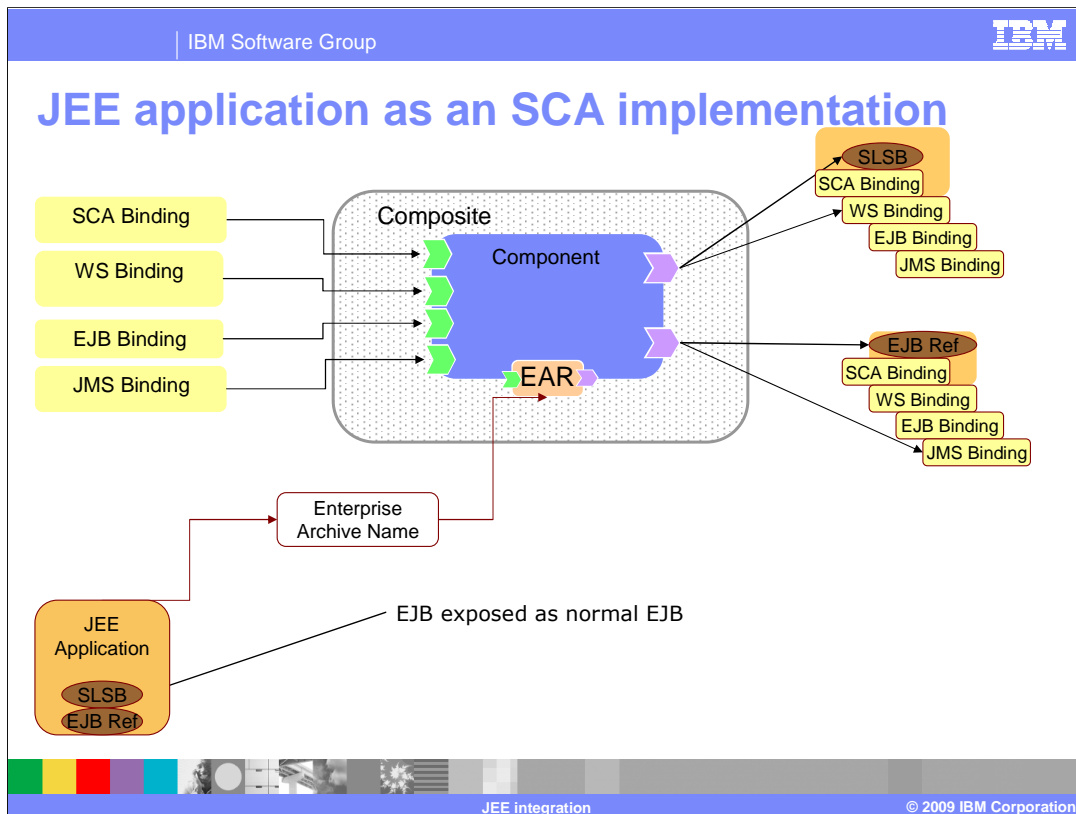 IBM Software Group
IBM
JEE application as an SCA implementation
SCA Binding
WS Binding
EJB Binding
JMS Binding
Composite
Component
EAR
SLSB
SCA Binding
WS Binding
EJB Binding
JMS Binding
EJB Ref
SCA Binding
WS Binding
EJB Binding
JMS Binding
Enterprise
Archive Name
JEE
Application
SLSB
EJB Ref
EJB exposed as normal EJB
JEE integration
© 2009 IBM Corporation